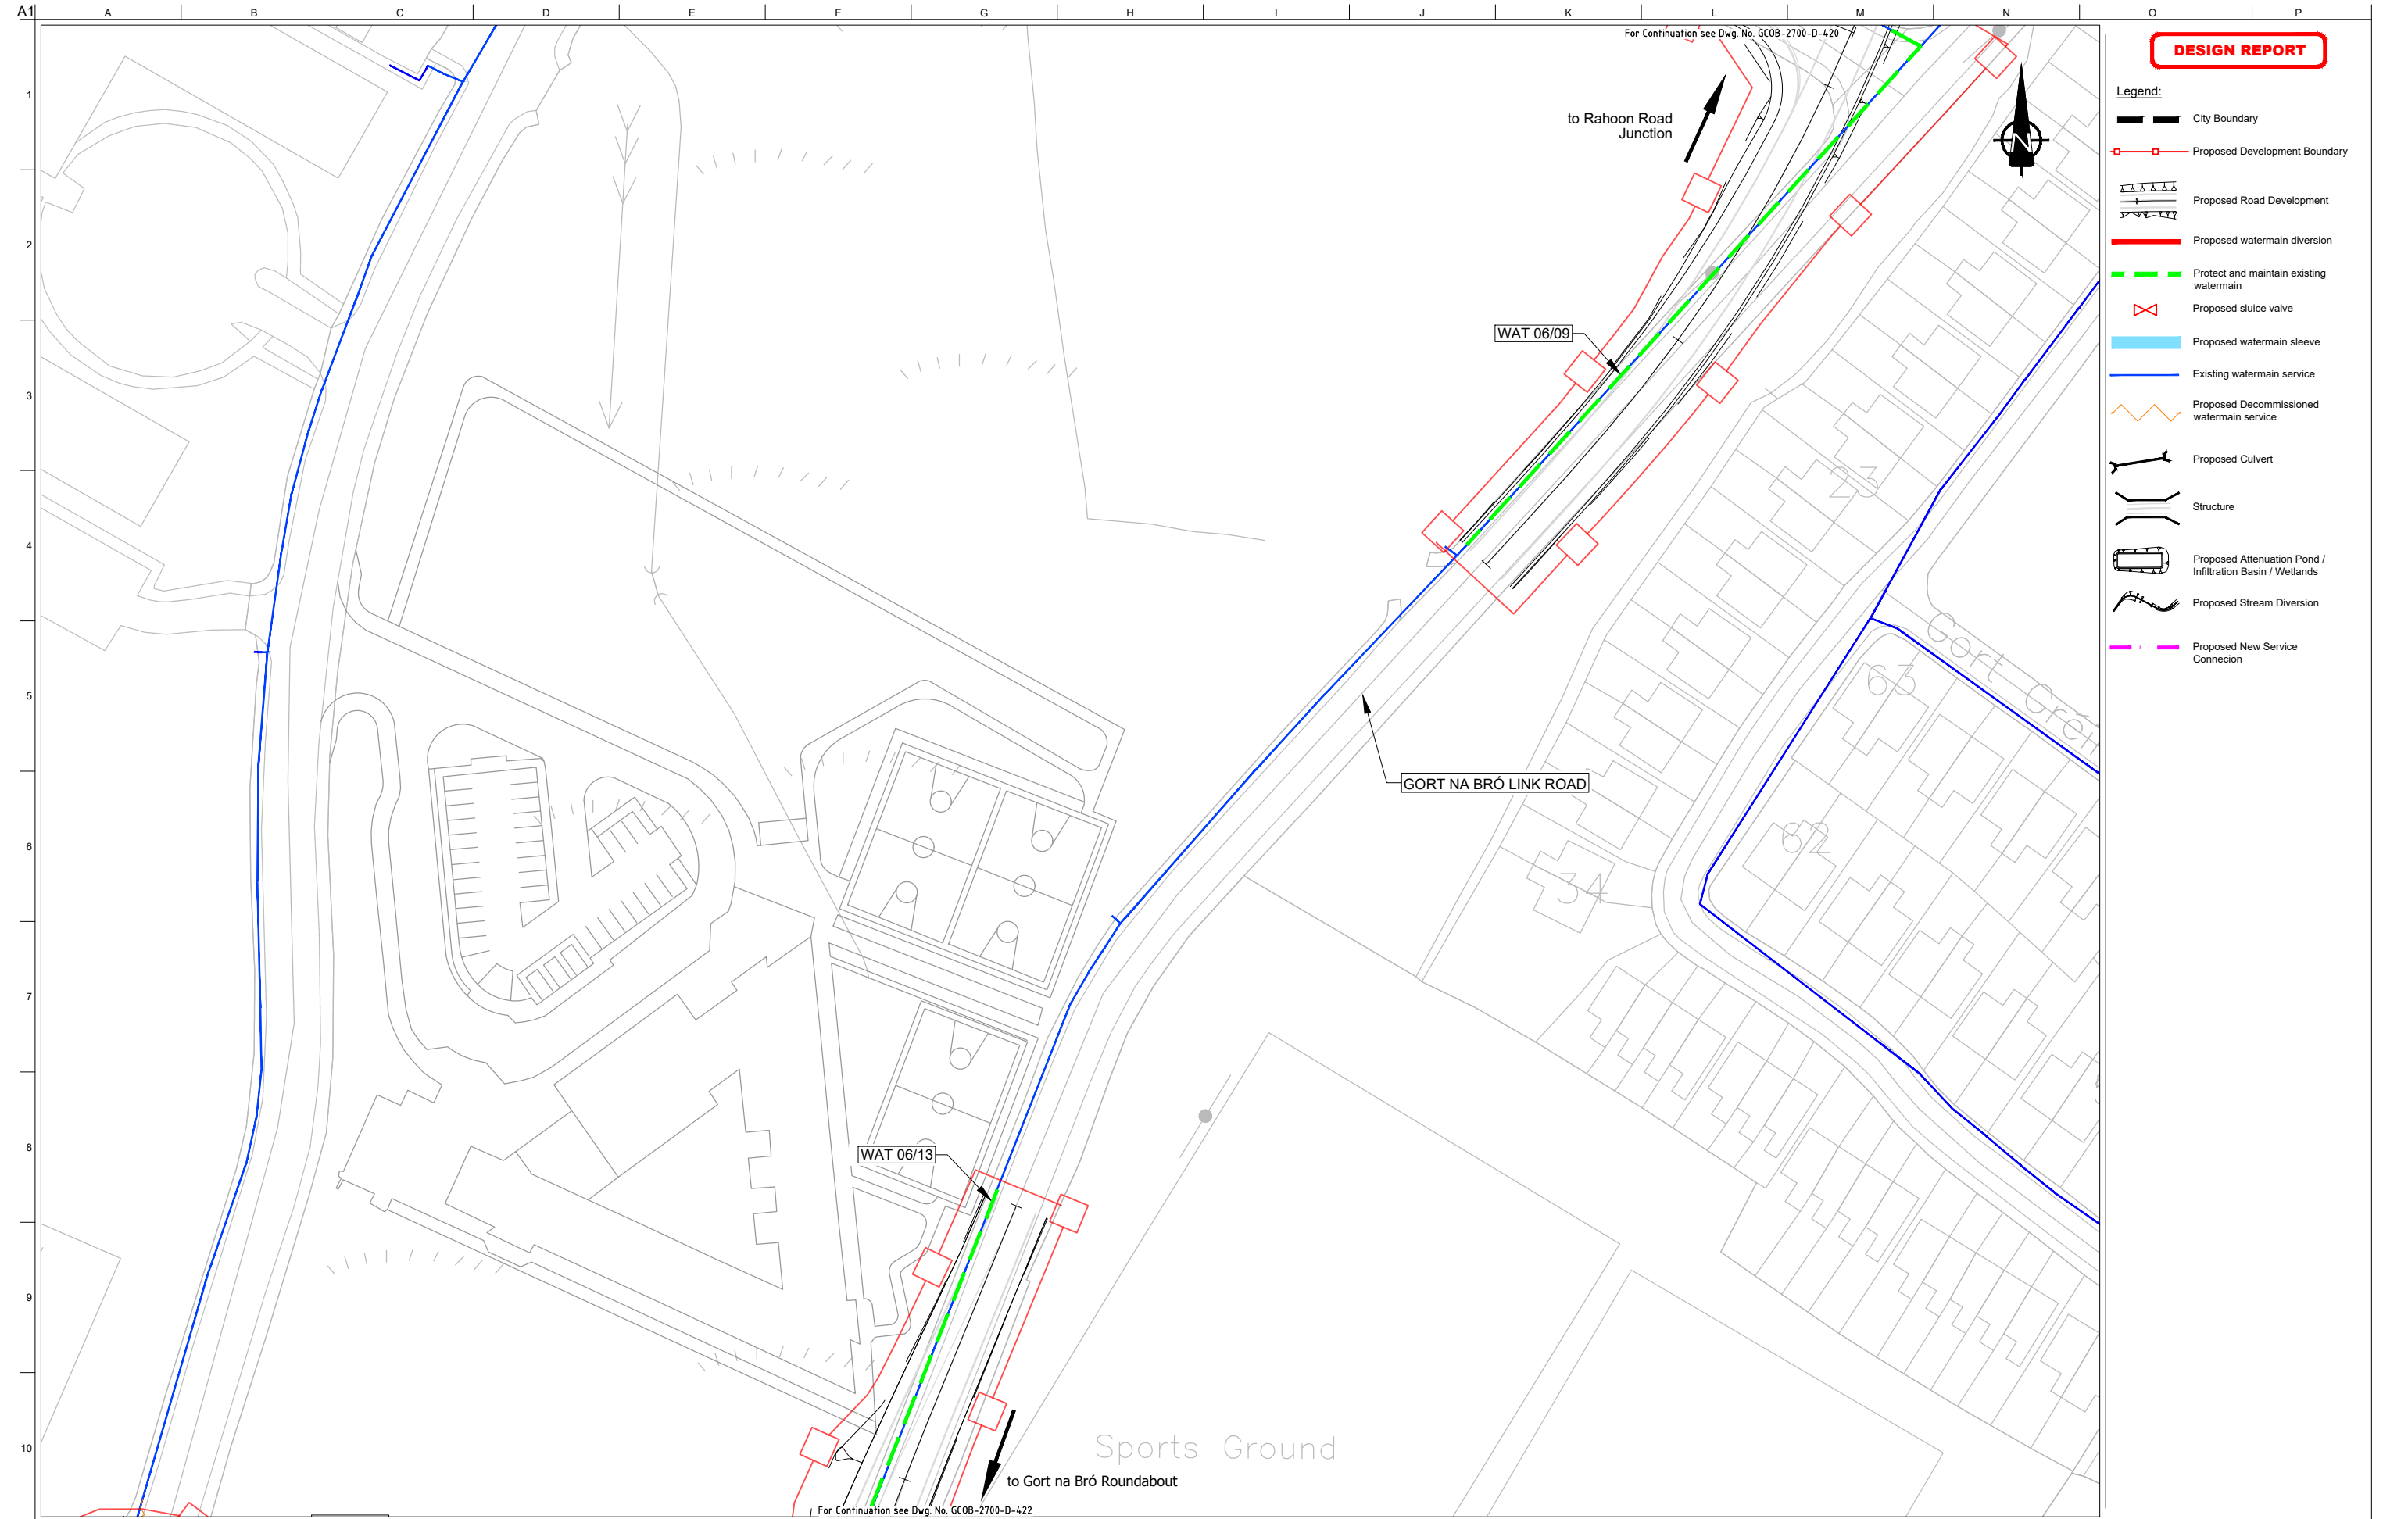 A1
A B C D E F G H I J K L M N O P
For Continuation see Dwg. No. GCOB-2700-D-420
DESIGN REPORT
Legend:
1
to Rahoon Road
Junction
N
City Boundary
Proposed Development Boundary
Proposed Road Development
2
Proposed watermain diversion
Protect and maintain existing
watermain
Proposed sluice valve
WAT 06/09
Proposed watermain sleeve
Existing watermain service
3
Proposed Decommissioned
watermain service
Proposed Culvert
23
Structure
4
Proposed Attenuation Pond /
Infiltration Basin / Wetlands
Proposed Stream Diversion
Gort
Proposed New Service
Connecion
63
5
GORT NA BRÓ LINK ROAD
62
6
34
7
8
WAT 06/13
9
10
Sports Ground
to Gort na Bró Roundabout
For Continuation see Dwg. No. GCOB-2700-D-422